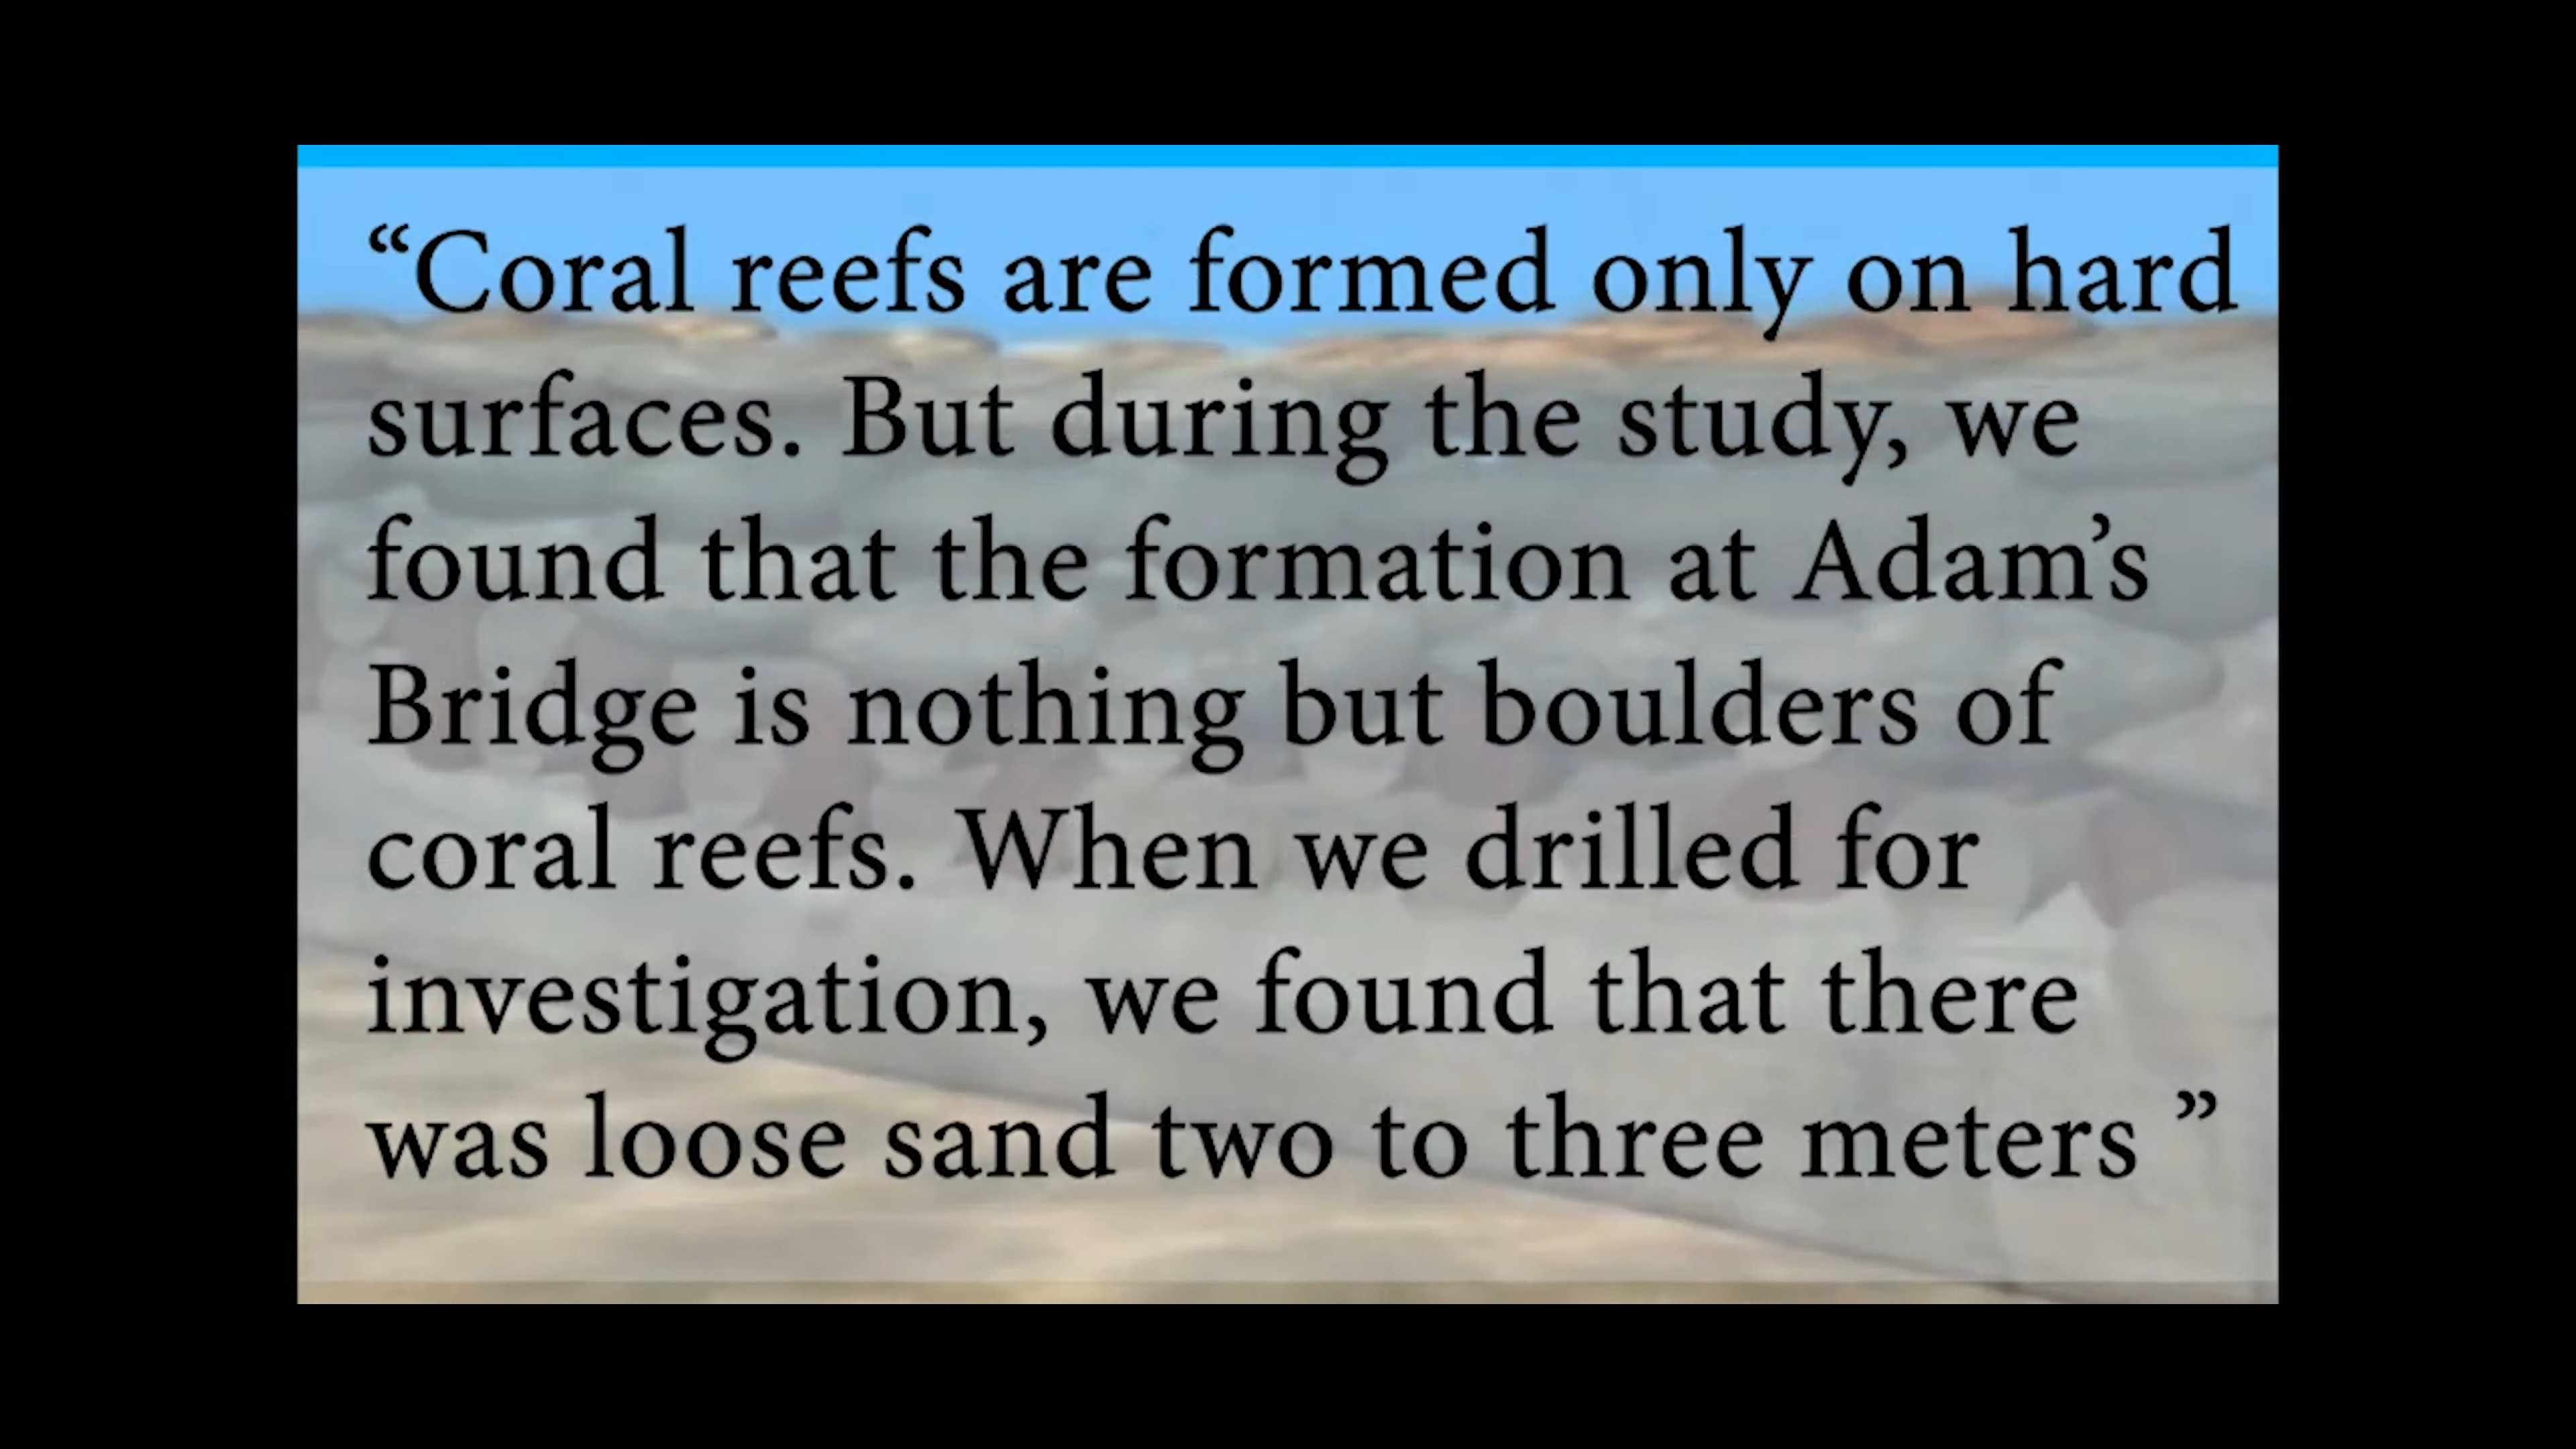 “Coral reefs are formed only on hard
surfaces. But during the study, we
found that the formation at Adam’s
Bridge is nothing but boulders of
coral reefs. When we drilled for
investigation, we found that there
was loose sand two to three meters ”